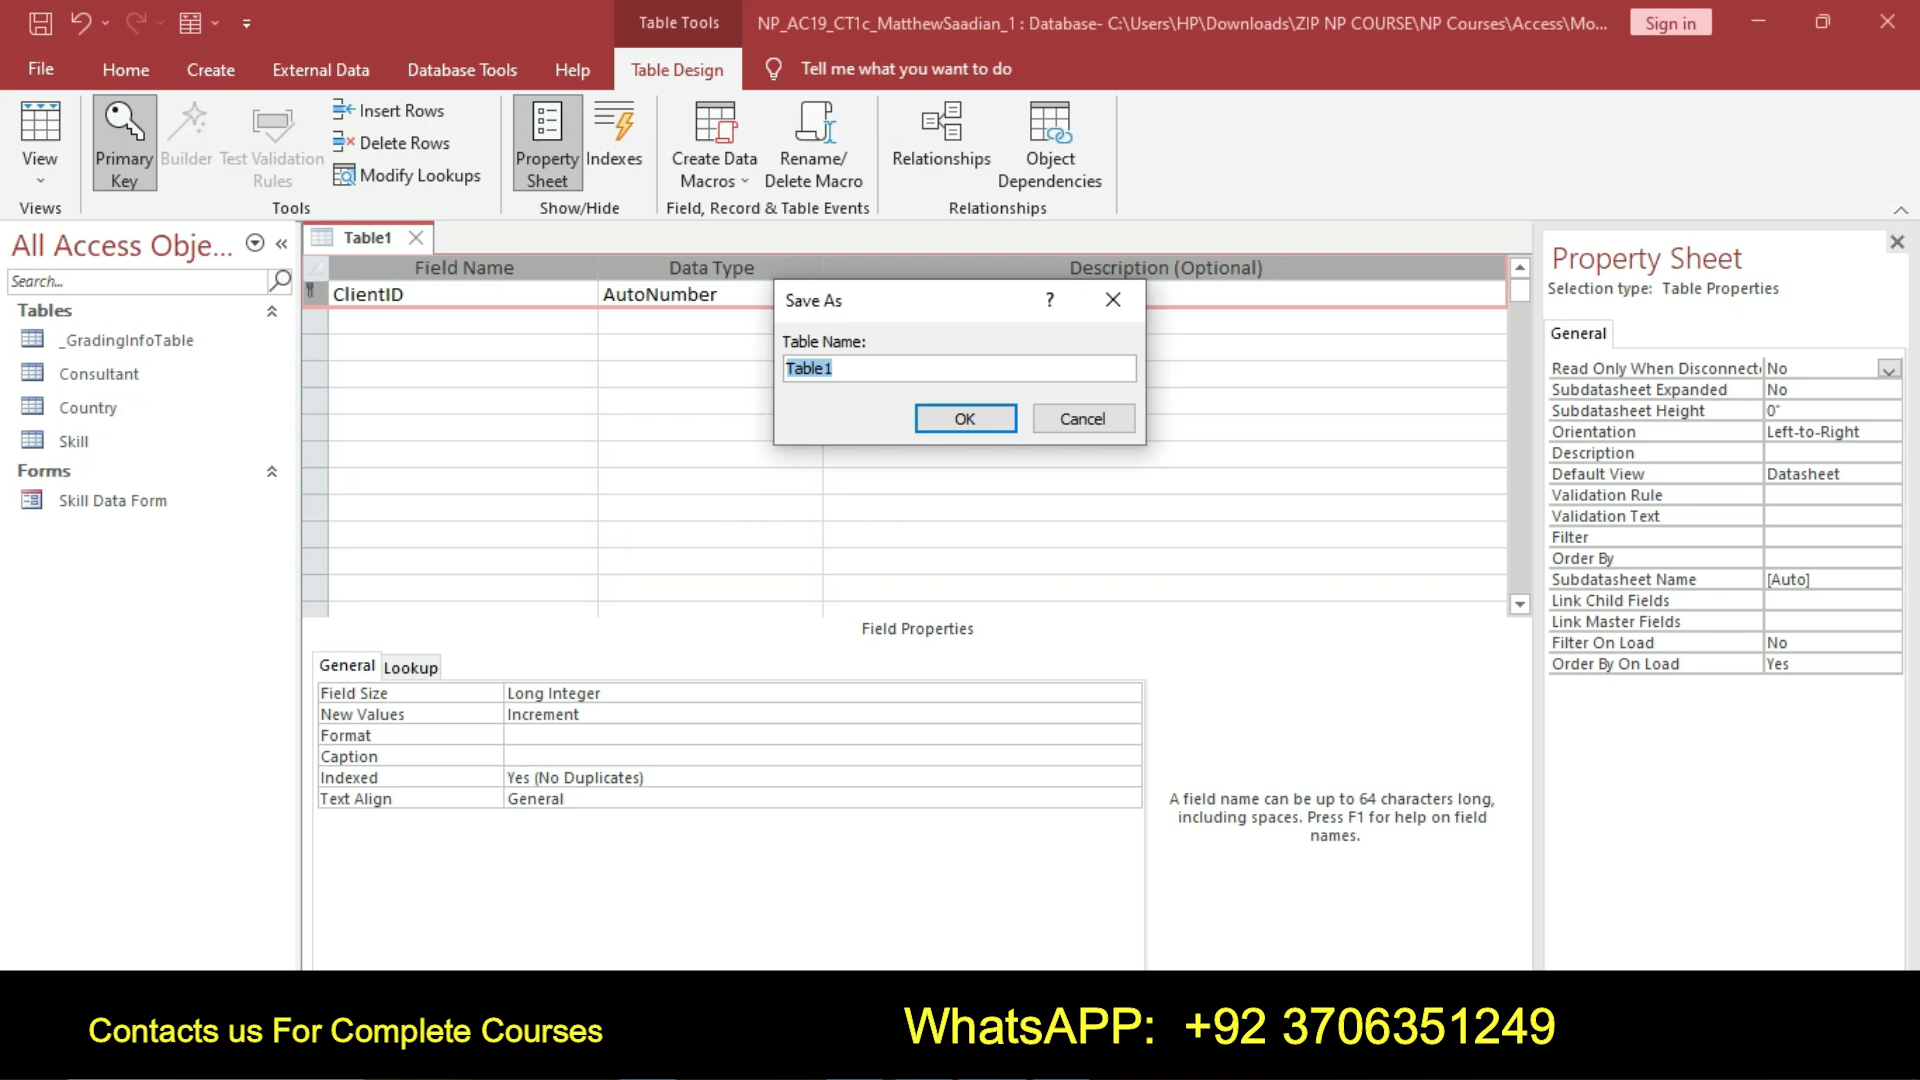 Table Tools
NP_AC19_CT1c_MatthewSaadian_1 : Database- C:\Users\HP\Downloads\ZIP NP COURSE\NP Courses\Access\Mo...
Sign in
File Home Create External Data Database Tools Help Table Design Tell me what you want to do
View
Primary Key
Builder
Test Validation Rules
Insert Rows
Delete Rows
Modify Lookups
Property Sheet
Indexes
Create Data Macros
Rename/ Delete Macro
Relationships
Object Dependencies
Views
Tools
Show/Hide
Field, Record & Table Events
Relationships
All Access Obje...
Search...
Tables
_GradingInfoTable
Consultant
Country
Skill
Forms
Skill Data Form
Table1
Field Name Data Type Description (Optional)
ClientID AutoNumber
Save As ?
Table Name:
Table1
OK Cancel
Field Properties
General Lookup
Field Size Long Integer
New Values Increment
Format
Caption
Indexed Yes (No Duplicates)
Text Align General
A field name can be up to 64 characters long,
including spaces. Press F1 for help on field
names.
Property Sheet
Selection type: Table Properties
General
Read Only When Disconnect No
Subdatasheet Expanded No
Subdatasheet Height 0"
Orientation Left-to-Right
Description
Default View Datasheet
Validation Rule
Validation Text
Filter
Order By
Subdatasheet Name [Auto]
Link Child Fields
Link Master Fields
Filter On Load No
Order By On Load Yes
Contacts us For Complete Courses
WhatsAPP: +92 3706351249